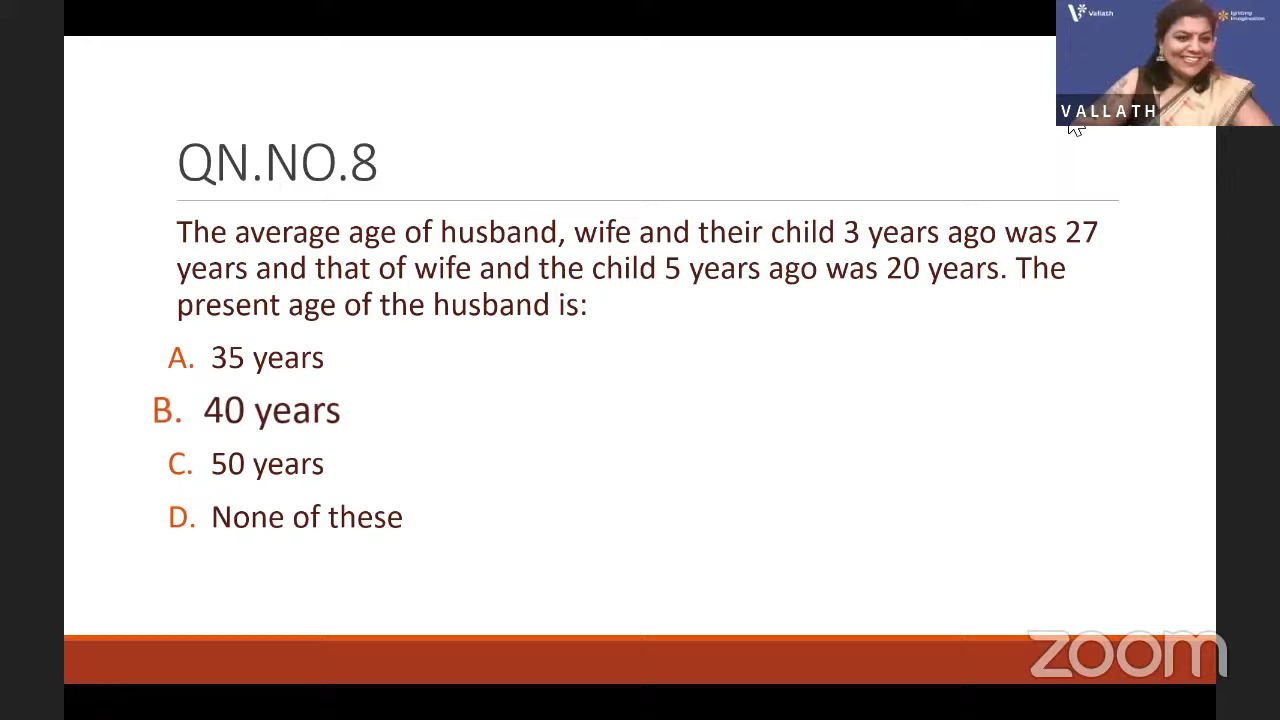 Vallath
Igniting
Imagination
VALLATH
QN.NO.8
The average age of husband, wife and their child 3 years ago was 27
years and that of wife and the child 5 years ago was 20 years. The
present age of the husband is:
A. 35 years
B. 40 years
C. 50 years
D. None of these
zoom